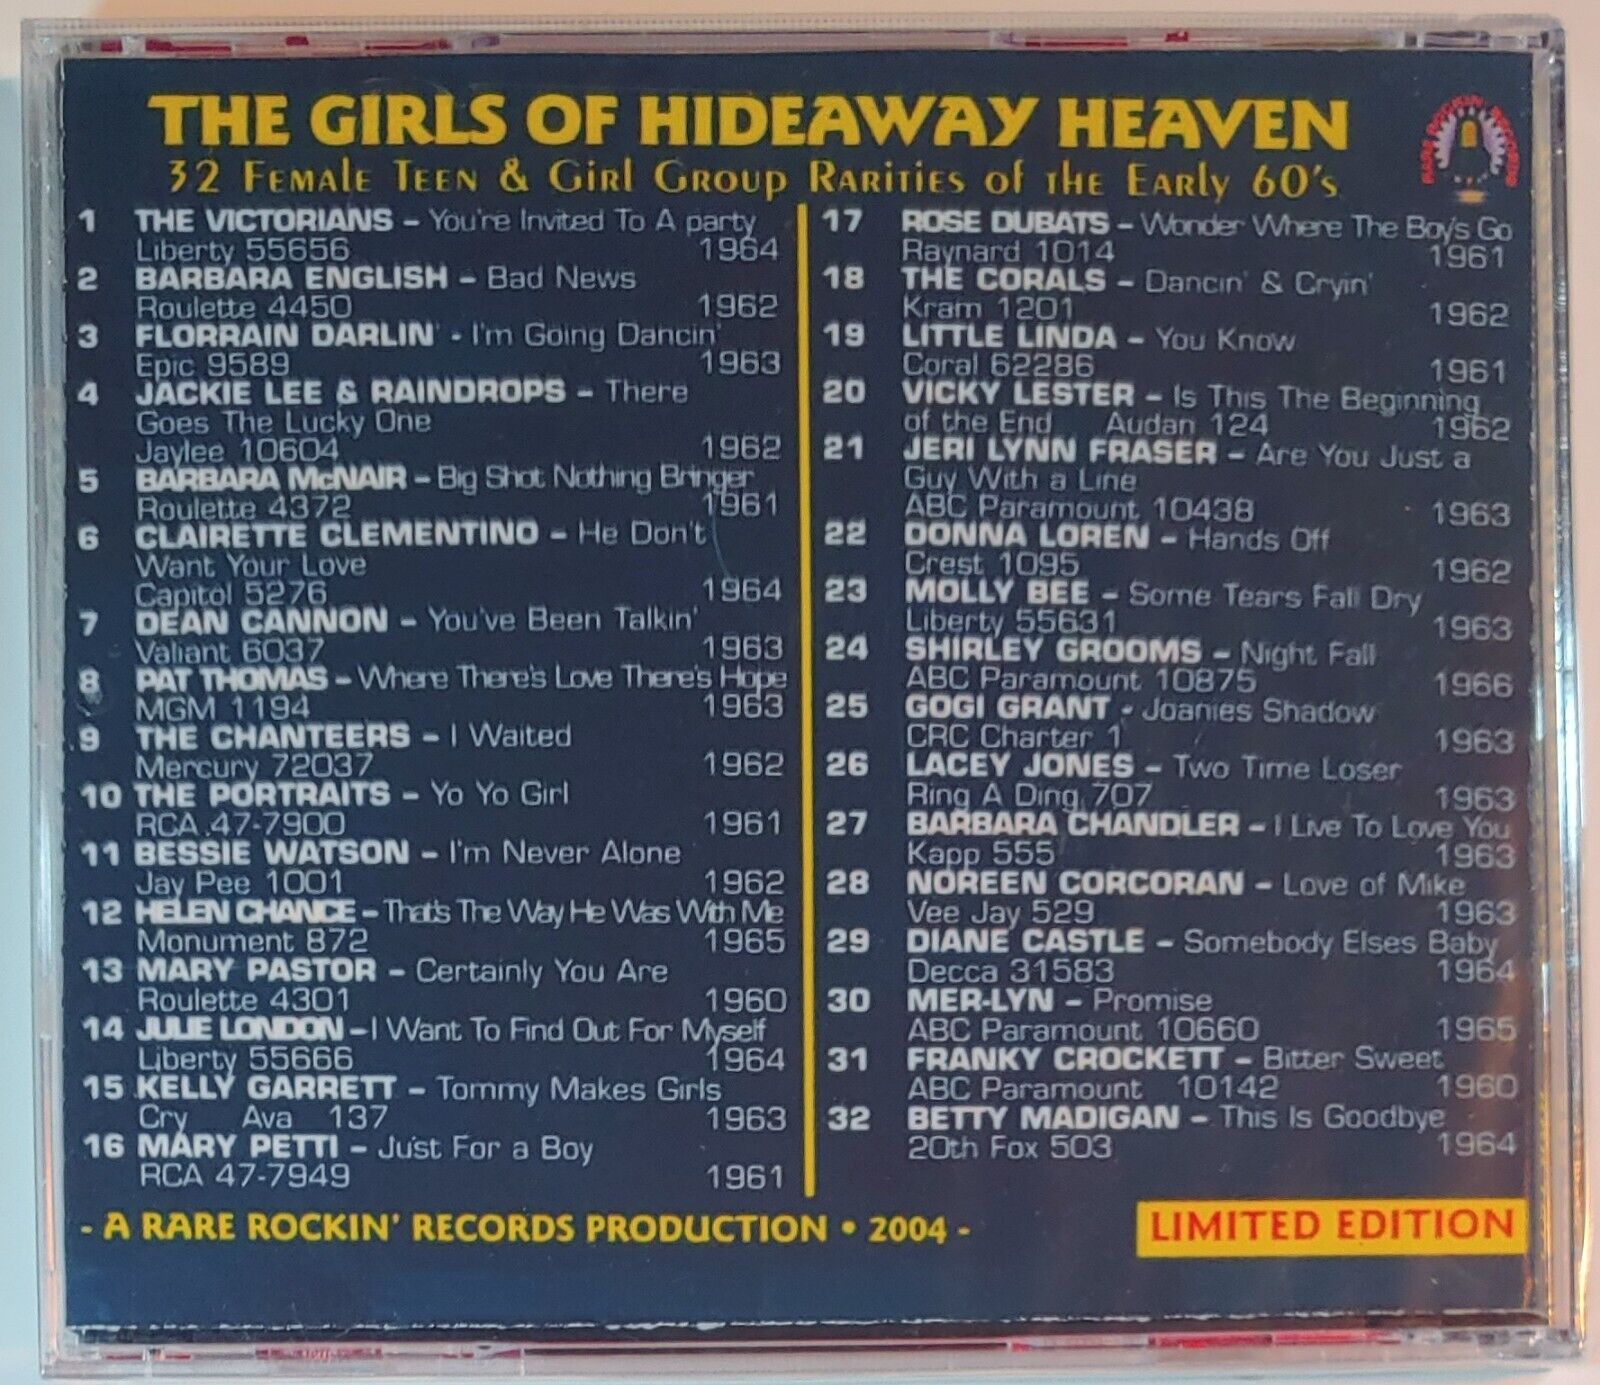 THE GIRLS OF HIDEAWAY HEAVEN
32 Female Teen & Girl Group Rarities of the Early 60's
RARE ROCKIN RECORDS
1 THE VICTORIANS – You're Invited To A party
Liberty 55656 1964
2 BARBARA ENGLISH – Bad News
Roulette 4450 1962
3 FLORRAIN DARLIN' - I'm Going Dancin'
Epic 9589 1963
4 JACKIE LEE & RAINDROPS – There
Goes The Lucky One
Jaylee 10604 1962
5 BARBARA McNAIR – Big Shot Nothing Bringer
Roulette 4372 1961
6 CLAIRETTE CLEMENTINO – He Don't
Want Your Love
Capitol 5276 1964
7 DEAN CANNON – You've Been Talkin'
Valiant 6037 1963
8 PAT THOMAS – Where There's Love There's Hope
MGM 1194 1963
9 THE CHANTEERS – I Waited
Mercury 72037 1962
10 THE PORTRAITS – Yo Yo Girl
RCA 47-7900 1961
11 BESSIE WATSON – I'm Never Alone
Jay Pee 1001 1962
12 HELEN CHANCE – That's The Way He Was With Me
Monument 872 1965
13 MARY PASTOR – Certainly You Are
Roulette 4301 1960
14 JULIE LONDON – I Want To Find Out For Myself
Liberty 55666 1964
15 KELLY GARRETT – Tommy Makes Girls
Cry Ava 137 1963
16 MARY PETTI – Just For a Boy
RCA 47-7949 1961
17 ROSE DUBATS – Wonder Where The Boy's Go
Raynard 1014 1961
18 THE CORALS – Dancin' & Cryin'
Kram 1201 1962
19 LITTLE LINDA – You Know
Coral 62286 1961
20 VICKY LESTER – Is This The Beginning
of the End Audan 124 1962
21 JERI LYNN FRASER – Are You Just a
Guy With a Line
ABC Paramount 10438 1963
22 DONNA LOREN – Hands Off
Crest 1095 1962
23 MOLLY BEE – Some Tears Fall Dry
Liberty 55631 1963
24 SHIRLEY GROOMS – Night Fall
ABC Paramount 10875 1966
25 GOGI GRANT - Joanies Shadow
CRC Charter 1 1963
26 LACEY JONES – Two Time Loser
Ring A Ding 707 1963
27 BARBARA CHANDLER – I Live To Love You
Kapp 555 1963
28 NOREEN CORCORAN – Love of Mike
Vee Jay 529 1963
29 DIANE CASTLE – Somebody Elses Baby
Decca 31583 1964
30 MER-LYN – Promise
ABC Paramount 10660 1965
31 FRANKY CROCKETT – Bitter Sweet
ABC Paramount 10142 1960
32 BETTY MADIGAN – This Is Goodbye
20th Fox 503 1964
- A RARE ROCKIN' RECORDS PRODUCTION • 2004 -
LIMITED EDITION